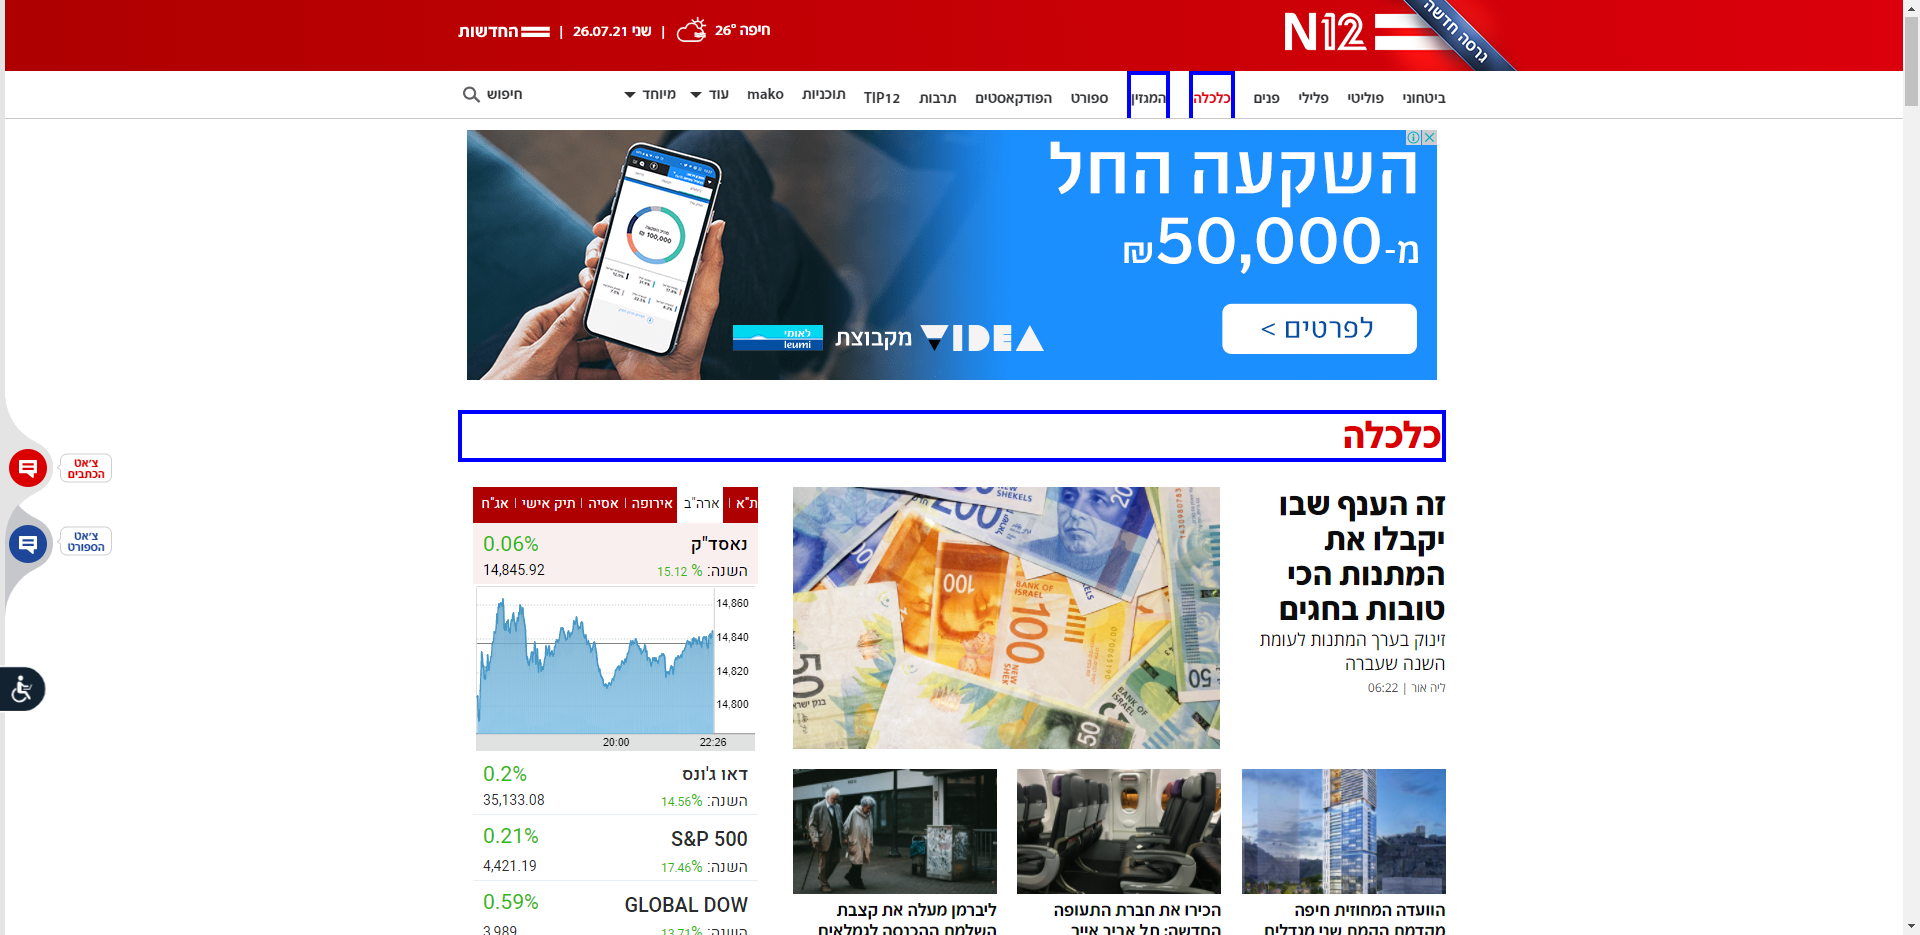 גרסה חדשה
N12
חיפה 26° | שני 26.07.21 | החדשות
ביטחוני
פוליטי
פלילי
פנים
כלכלה
המגזין
ספורט
הפודקאסטים
תרבות
TIP12
תוכניות
mako
עוד
מיוחד
חיפוש
השקעה החל
מ-50,000₪
לפרטים >
VIDEA מקבוצת לאומי leumi
100,000 ₪
כלכלה
צ'אט
הכתבים
צ'אט
הספורט
זה הענף שבו
יקבלו את
המתנות הכי
טובות בחגים
זינוק בערך המתנות לעומת
השנה שעברה
ליה אור | 06:22
ת"א | ארה"ב | אירופה | אסיה | תיק אישי | אג"ח
נאסד"ק 0.06%
השנה: 15.12 % 14,845.92
14,860
14,840
14,820
14,800
20:00 22:26
דאו ג'ונס 0.2%
השנה: 14.56% 35,133.08
S&P 500 0.21%
השנה: 17.46% 4,421.19
GLOBAL DOW 0.59%
השנה: 13.71% 3,989
הוועדה המחוזית חיפה
מקדמת הקמת שני מגדלים
הכירו את חברת התעופה
החדשה: תל אביב אייר
ליברמן מעלה את קצבת
השלמת ההכנסה לגמלאים